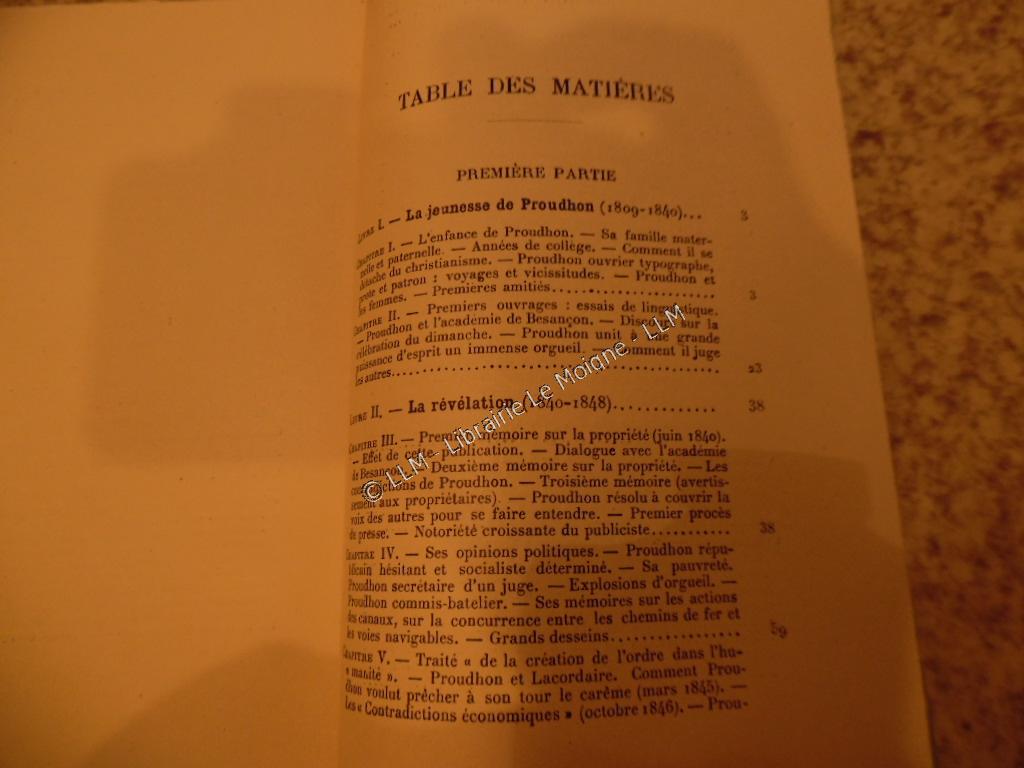 TABLE DES MATIÈRES
PREMIÈRE PARTIE
LIVRE I. — La jeunesse de Proudhon (1809-1840)... 3
CHAPITRE I. — L'enfance de Proudhon. — Sa famille mater-
nelle et paternelle. — Années de collège. — Comment il se
détache du christianisme. — Proudhon ouvrier typographe,
prote et patron : voyages et vicissitudes. — Proudhon et
les femmes. — Premières amitiés........................ 3
CHAPITRE II. — Premiers ouvrages : essais de linguistique.
— Proudhon et l'académie de Besançon. — Discours sur la
célébration du dimanche. — Proudhon unit à une grande
puissance d'esprit un immense orgueil. — Comment il juge
les autres........................ 23
LIVRE II. — La révélation (1840-1848)............. 38
CHAPITRE III. — Premier mémoire sur la propriété (juin 1840).
— Effet de cette publication. — Dialogue avec l'académie
de Besançon. — Deuxième mémoire sur la propriété. — Les
contradictions de Proudhon. — Troisième mémoire (avertis-
sement aux propriétaires). — Proudhon résolu à couvrir la
voix des autres pour se faire entendre. — Premier procès
de presse. — Notoriété croissante du publiciste........... 38
CHAPITRE IV. — Ses opinions politiques. — Proudhon répu-
blicain hésitant et socialiste déterminé. — Sa pauvreté.
Proudhon secrétaire d'un juge. — Explosions d'orgueil. —
Proudhon commis-batelier. — Ses mémoires sur les actions
des canaux, sur la concurrence entre les chemins de fer et
les voies navigables. — Grands desseins................. 59
CHAPITRE V. — Traité « de la création de l'ordre dans l'hu-
« manité ». — Proudhon et Lacordaire. Comment Prou-
dhon voulut prêcher à son tour le carême (mars 1845). —
Les « Contradictions économiques » (octobre 1846). — Prou-
© LLM - Librairie Le Moigne - LLM